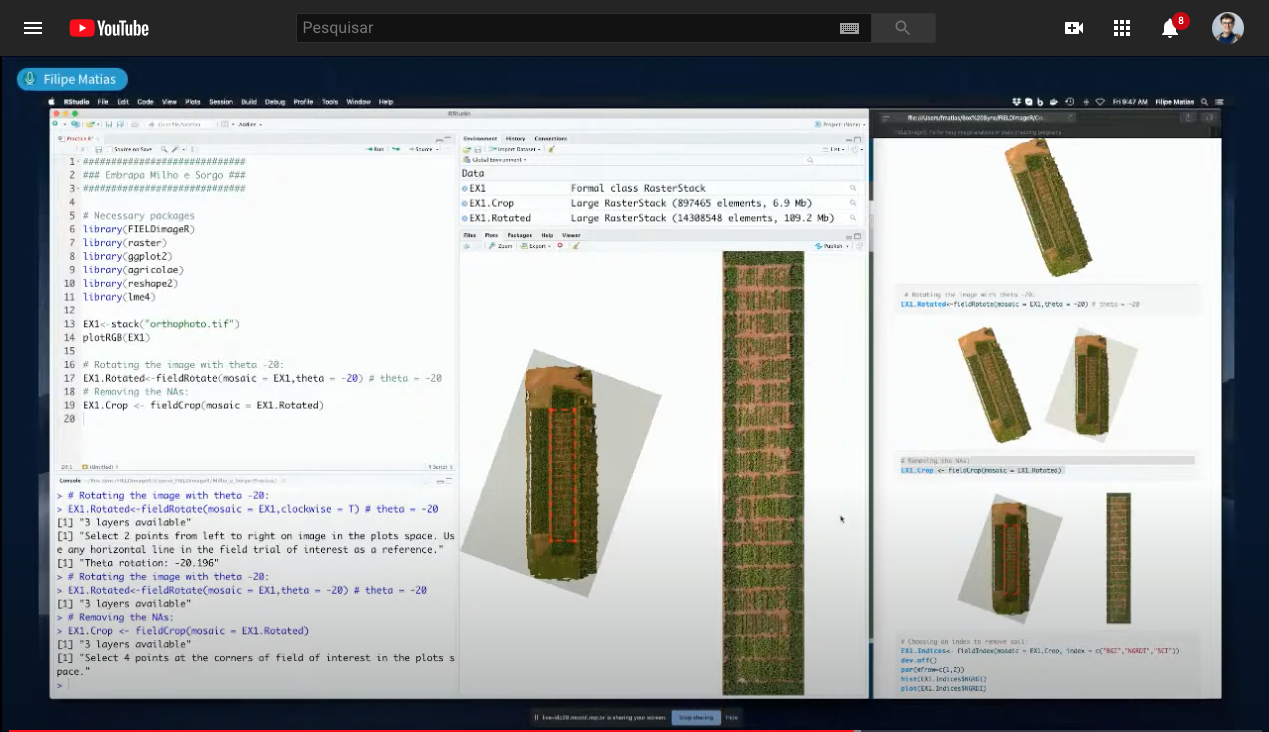 YouTube
Pesquisar
8
Filipe Matias
RStudio File Edit Code View Plots Session Build Debug Profile Tools Window Help
Fri 9:47 AM Filipe Matias
RStudio
Addins
Project: (None)
Source on Save
Run
Source
1 ############################
2 ### Embrapa Milho e Sorgo ###
3 ############################
4
5 # Necessary packages
6 library(FIELDimageR)
7 library(raster)
8 library(ggplot2)
9 library(agricolae)
10 library(reshape2)
11 library(lme4)
12
13 EX1<-stack("orthophoto.tif")
14 plotRGB(EX1)
15
16 # Rotating the image with theta -20:
17 EX1.Rotated<-fieldRotate(mosaic = EX1,theta = -20) # theta = -20
18 # Removing the NAs:
19 EX1.Crop <- fieldCrop(mosaic = EX1.Rotated)
20
20:1 (Untitled)
R Script
Console
> # Rotating the image with theta -20:
> EX1.Rotated<-fieldRotate(mosaic = EX1,clockwise = T) # theta = -20
[1] "3 layers available"
[1] "Select 2 points from left to right on image in the plots space. Us
e any horizontal line in the field trial of interest as a reference."
[1] "Theta rotation: -20.196"
> # Rotating the image with theta -20:
> EX1.Rotated<-fieldRotate(mosaic = EX1,theta = -20) # theta = -20
[1] "3 layers available"
> # Removing the NAs:
> EX1.Crop <- fieldCrop(mosaic = EX1.Rotated)
[1] "3 layers available"
[1] "Select 4 points at the corners of field of interest in the plots s
pace."
>
Environment History Connections
Import Dataset
List
Global Environment
Data
EX1 Formal class RasterStack
EX1.Crop Large RasterStack (897465 elements, 6.9 Mb)
EX1.Rotated Large RasterStack (14308548 elements, 109.2 Mb)
Files Plots Packages Help Viewer
Zoom Export
Publish
# Rotating the image with theta -20:
EX1.Rotated<-fieldRotate(mosaic = EX1,theta = -20) # theta = -20
# Removing the NAs:
EX1.Crop <- fieldCrop(mosaic = EX1.Rotated)
# Choosing an index to remove soil:
EX1.Indices<- fieldIndex(mosaic = EX1.Crop, index = c("BGI","NGRDI","SCI"))
dev.off()
par(mfrow=c(1,2))
hist(EX1.Indices$NGRDI)
plot(EX1.Indices$NGRDI)
is sharing your screen.
Stop sharing
Hide